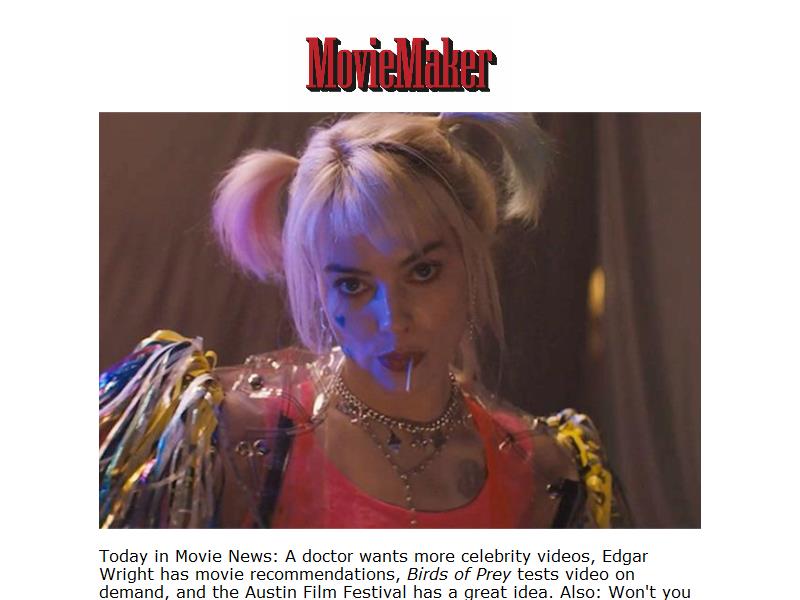 MovieMaker
Today in Movie News: A doctor wants more celebrity videos, Edgar
Wright has movie recommendations, Birds of Prey tests video on
demand, and the Austin Film Festival has a great idea. Also: Won't you